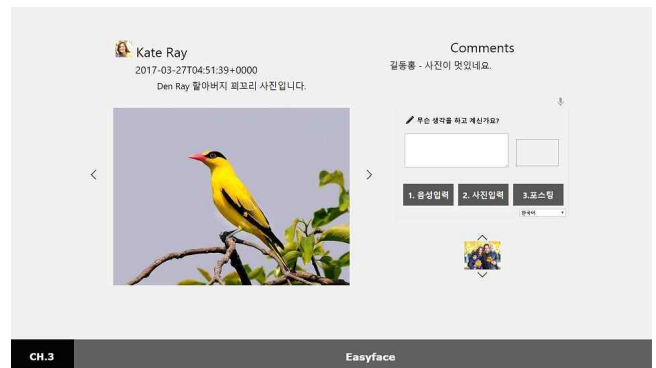 Kate Ray
2017-03-27T04:51:39+0000
Den Ray 할아버지 꾀꼬리 사진입니다.
Comments
길동홍 - 사진이 멋있네요.
무슨 생각을 하고 계신가요?
1. 음성입력
2. 사진입력
3.포스팅
한국어
CH.3
Easyface